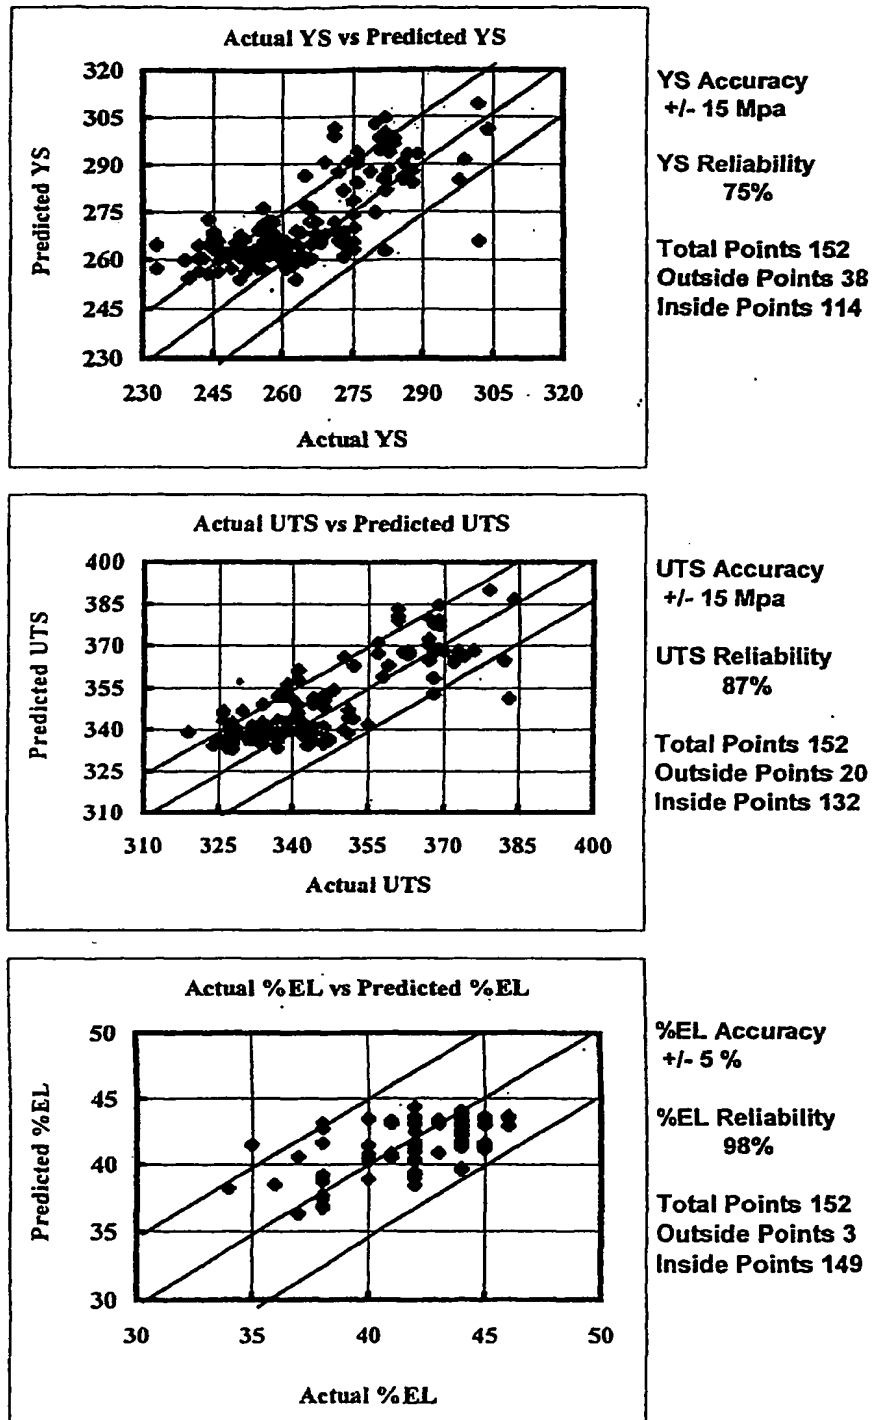 Actual YS vs Predicted YS
320
305
290
275
260
245
230
Predicted YS
230 245 260 275 290 305 320
Actual YS
YS Accuracy
+/- 15 Mpa
YS Reliability
75%
Total Points 152
Outside Points 38
Inside Points 114
Actual UTS vs Predicted UTS
400
385
370
355
340
325
310
Predicted UTS
310 325 340 355 370 385 400
Actual UTS
UTS Accuracy
+/- 15 Mpa
UTS Reliability
87%
Total Points 152
Outside Points 20
Inside Points 132
Actual %EL vs Predicted %EL
50
45
40
35
30
Predicted %EL
30 35 40 45 50
Actual %EL
%EL Accuracy
+/- 5 %
%EL Reliability
98%
Total Points 152
Outside Points 3
Inside Points 149